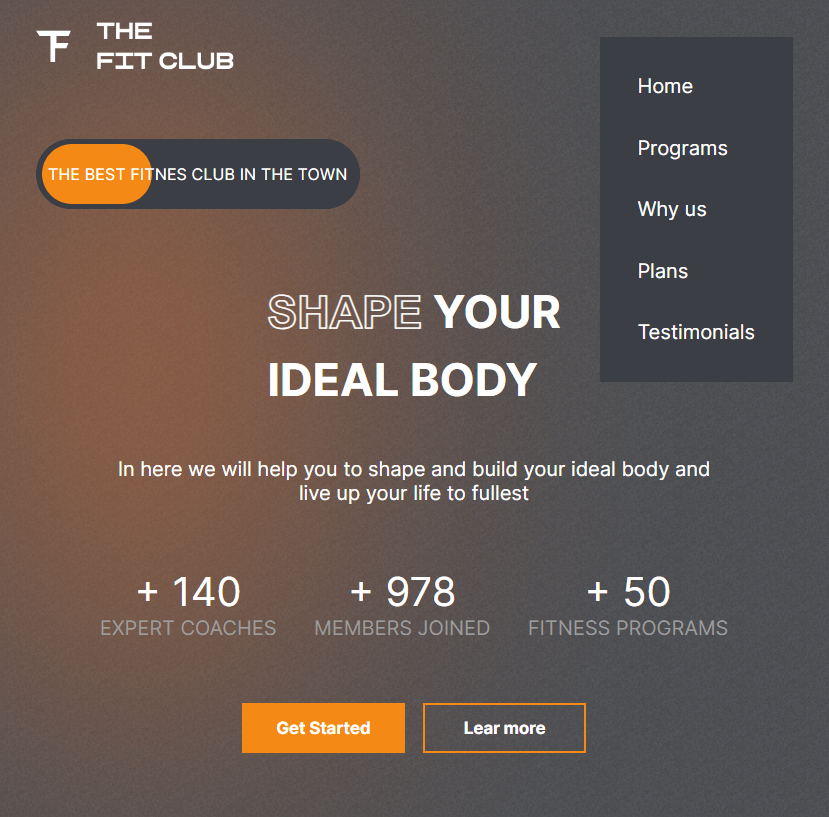 THE
FIT CLUB
Home
Programs
Why us
Plans
Testimonials
THE BEST FITNES CLUB IN THE TOWN
SHAPE YOUR
IDEAL BODY
In here we will help you to shape and build your ideal body and
live up your life to fullest
+ 140
EXPERT COACHES
+ 978
MEMBERS JOINED
+ 50
FITNESS PROGRAMS
Get Started
Lear more